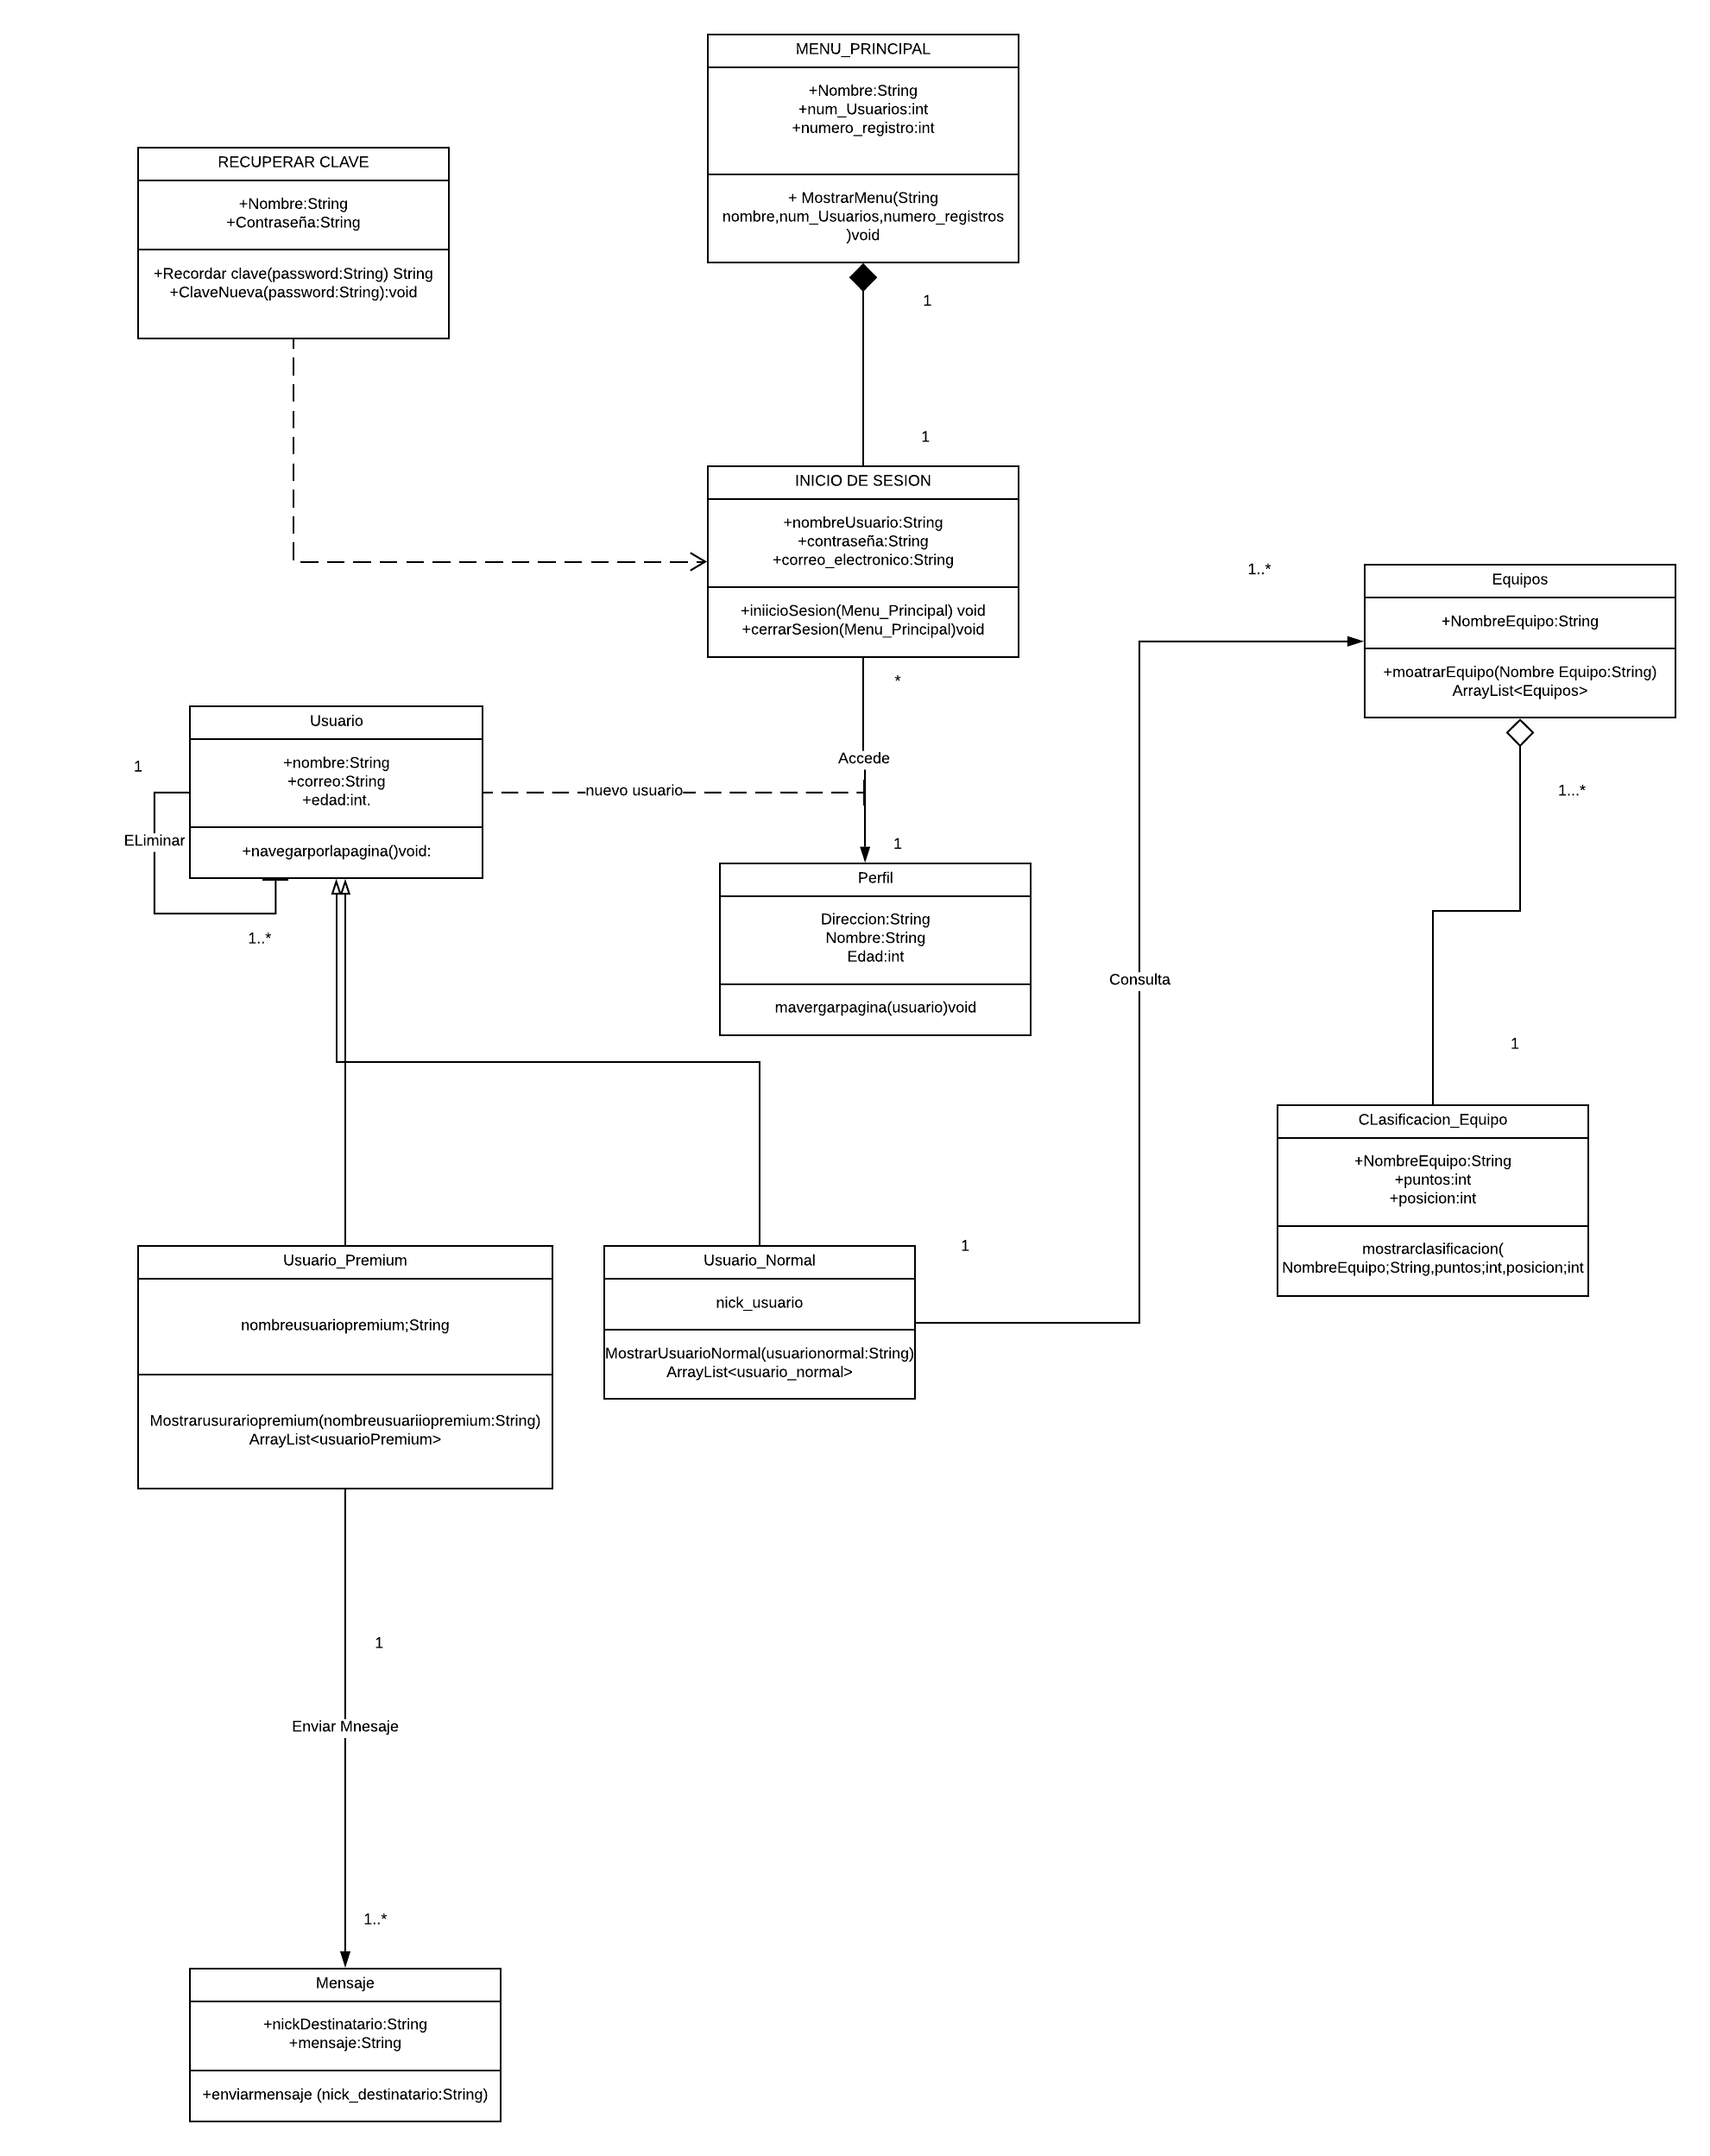 MENU_PRINCIPAL
+Nombre:String
+num_Usuarios:int
+numero_registro:int
+ MostrarMenu(String
nombre,num_Usuarios,numero_registros
)void
RECUPERAR CLAVE
+Nombre:String
+Contraseña:String
+Recordar clave(password:String) String
+ClaveNueva(password:String):void
1
1
INICIO DE SESION
+nombreUsuario:String
+contraseña:String
+correo_electronico:String
+iniicioSesion(Menu_Principal) void
+cerrarSesion(Menu_Principal)void
1..*
Equipos
+NombreEquipo:String
+moatrarEquipo(Nombre Equipo:String)
ArrayList<Equipos>
*
Accede
nuevo usuario
1
Usuario
+nombre:String
+correo:String
+edad:int.
+navegarporlapagina()void:
1
ELiminar
1..*
1...*
Perfil
Direccion:String
Nombre:String
Edad:int
mavergarpagina(usuario)void
Consulta
1
CLasificacion_Equipo
+NombreEquipo:String
+puntos:int
+posicion:int
mostrarclasificacion(
NombreEquipo;String,puntos;int,posicion;int
Usuario_Premium
nombreusuariopremium;String
Mostrarusurariopremium(nombreusuariiopremium:String)
ArrayList<usuarioPremium>
Usuario_Normal
nick_usuario
MostrarUsuarioNormal(usuarionormal:String)
ArrayList<usuario_normal>
1
1
Enviar Mnesaje
1..*
Mensaje
+nickDestinatario:String
+mensaje:String
+enviarmensaje (nick_destinatario:String)